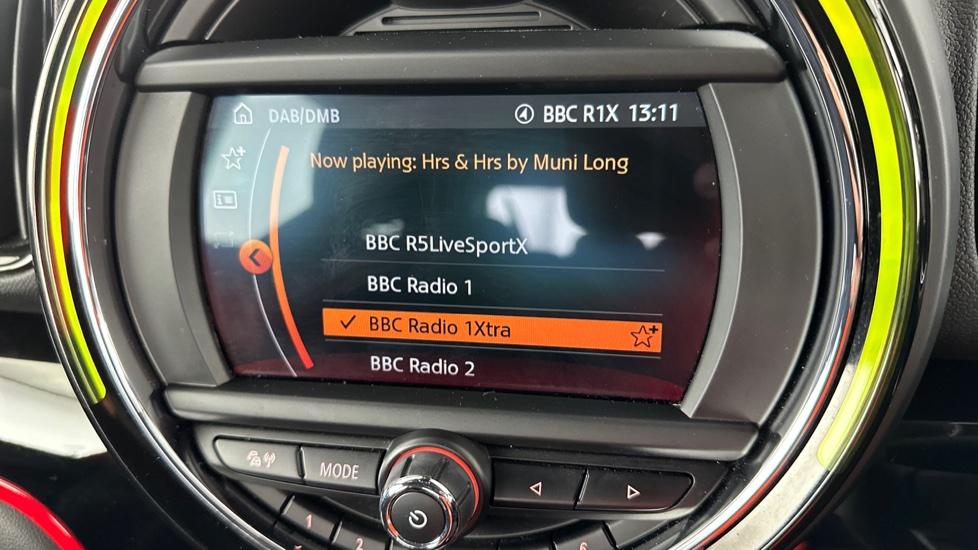 DAB/DMB BBC R1X 13:11
Now playing: Hrs & Hrs by Muni Long
BBC R5LiveSportX
BBC Radio 1
BBC Radio 1Xtra
BBC Radio 2
MODE
1
2
6